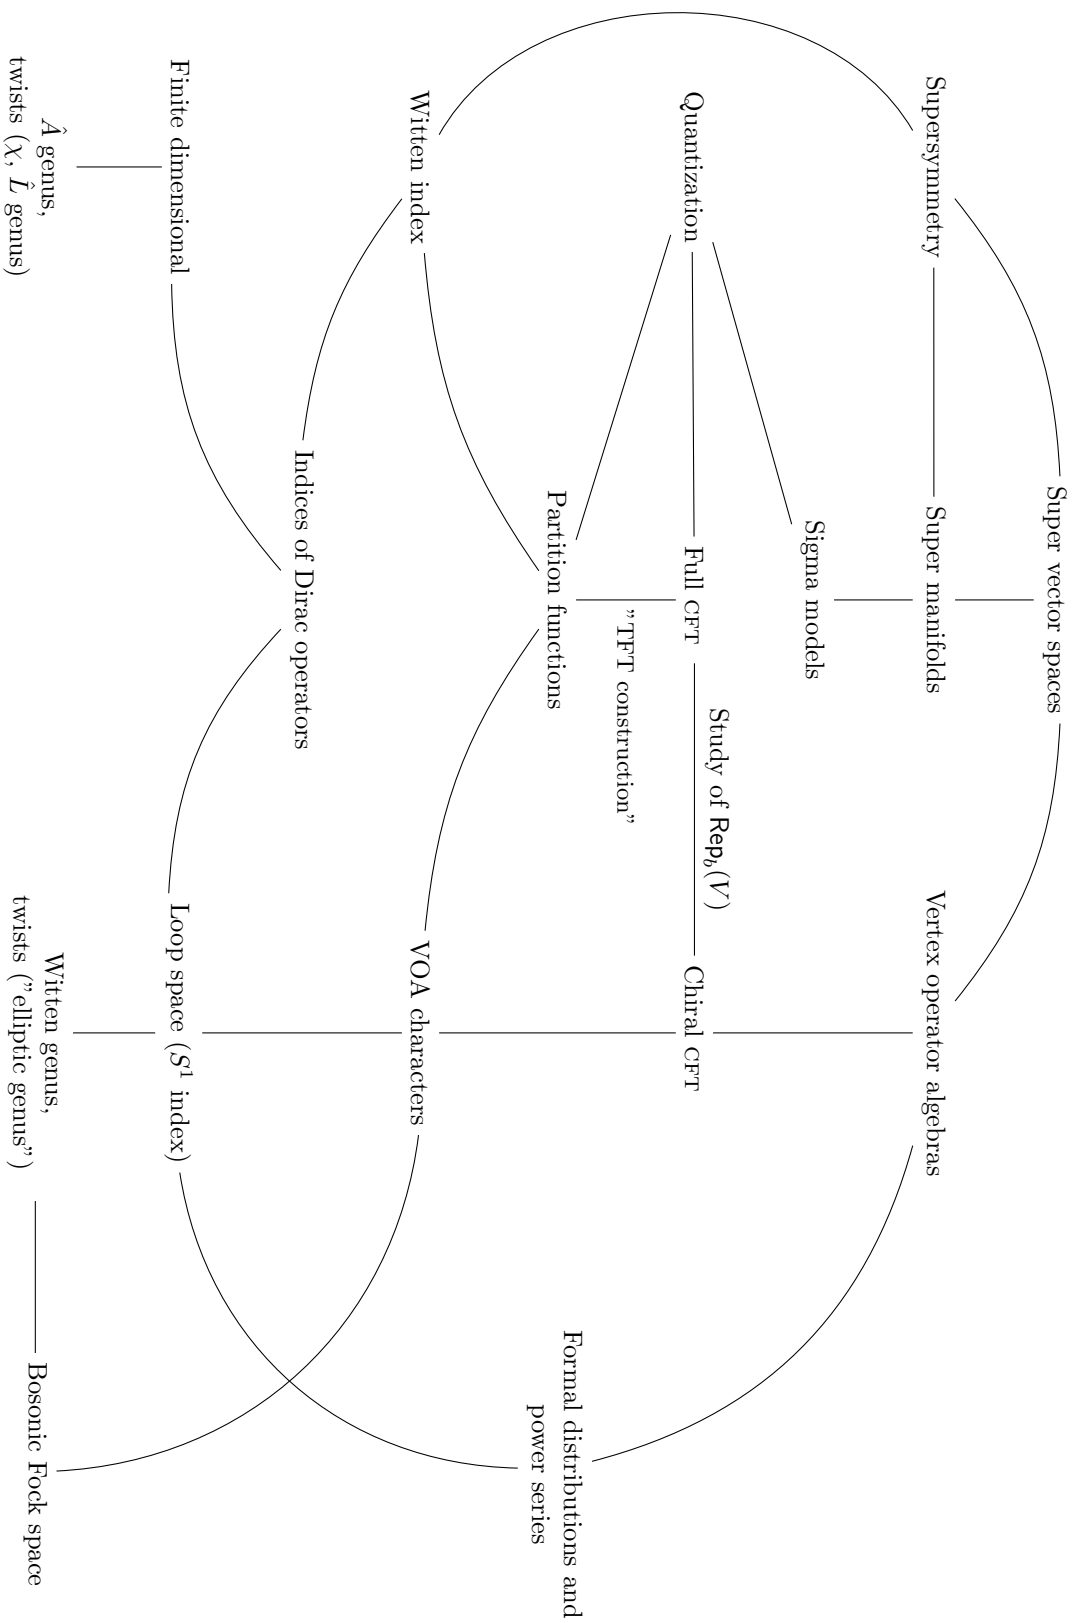 Super vector spaces
Supersymmetry
Super manifolds
Vertex operator algebras
Sigma models
Study of Rep_b(V)
Quantization
Full CFT
Chiral CFT
"TFT construction"
Partition functions
Formal distributions and
power series
Witten index
VOA characters
Indices of Dirac operators
Finite dimensional
Loop space (S^1 index)
Â genus,
twists (χ, L̂ genus)
Witten genus,
twists ("elliptic genus")
Bosonic Fock space